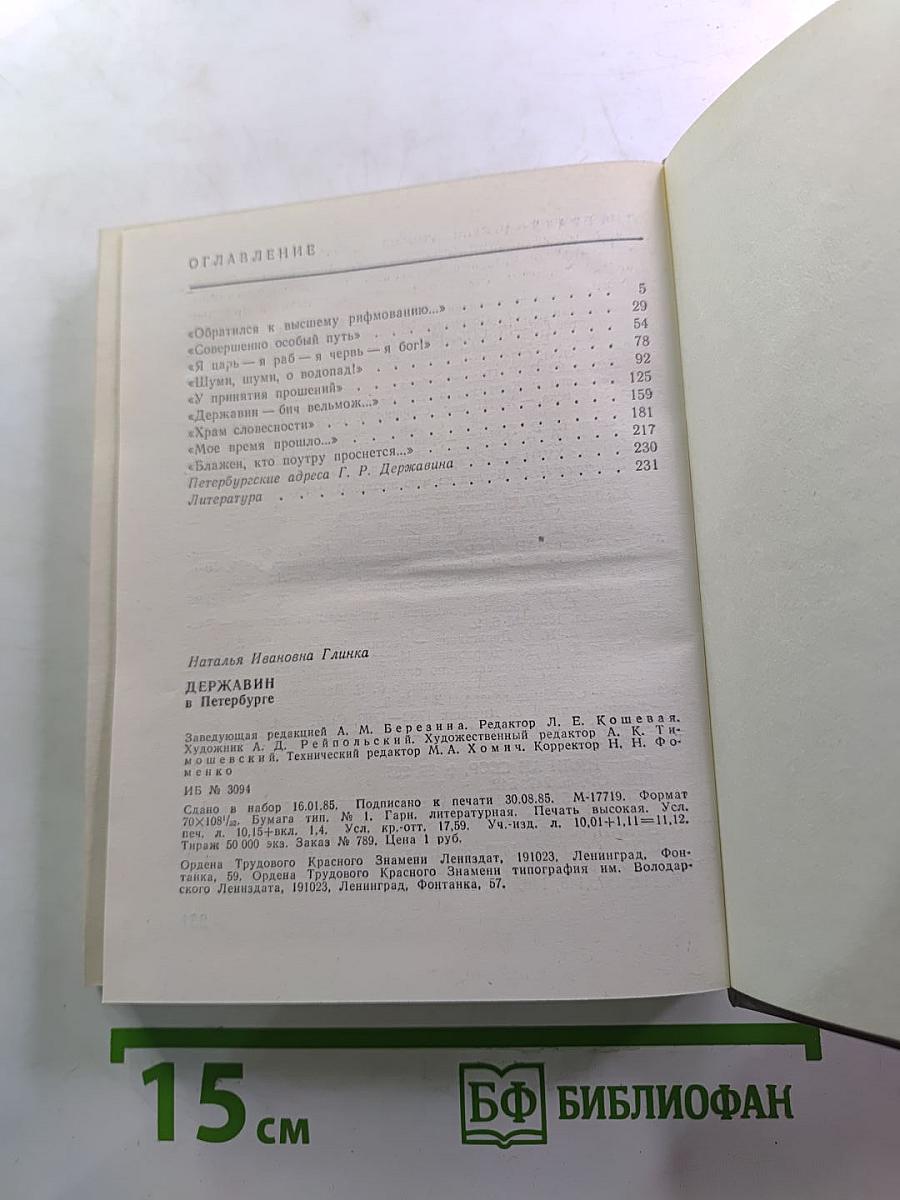 ОГЛАВЛЕНИЕ
«Обратился к высшему рифмованию...» 5
«Совершенно особый путь» 29
«Я царь — я раб — я червь — я бог!» 54
«Шуми, шуми, о водопад!» 78
«У принятия прошений» 92
«Державин — бич вельмож...» 125
«Храм словесности» 159
«Мое время прошло...» 181
«Блажен, кто поутру проснется...» 217
Петербургские адреса Г. Р. Державина 230
Литература 231
Наталья Ивановна Глинка
ДЕРЖАВИН
в Петербурге
Заведующая редакцией А. М. Березина. Редактор Л. Е. Кошевая.
Художник А. Д. Рейпольский. Художественный редактор А. К. Ти-
мошевский. Технический редактор М. А. Хомич. Корректор Н. Н. Фо-
менко
ИБ № 3094
Сдано в набор 16.01.85. Подписано к печати 30.08.85. М-17719. Формат
70×108¹/₃₂. Бумага тип. № 1. Гарн. литературная. Печать высокая. Усл.
печ. л. 10,15+вкл. 1,4. Усл. кр.-отт. 17,59. Уч.-изд. л. 10,01+1,11=11,12.
Тираж 50 000 экз. Заказ № 789. Цена 1 руб.
Ордена Трудового Красного Знамени Лениздат, 191023, Ленинград, Фон-
танка, 59. Ордена Трудового Красного Знамени типография им. Володар-
ского Лениздата, 191023, Ленинград, Фонтанка, 57.
15 см
БФ БИБЛИОФАН